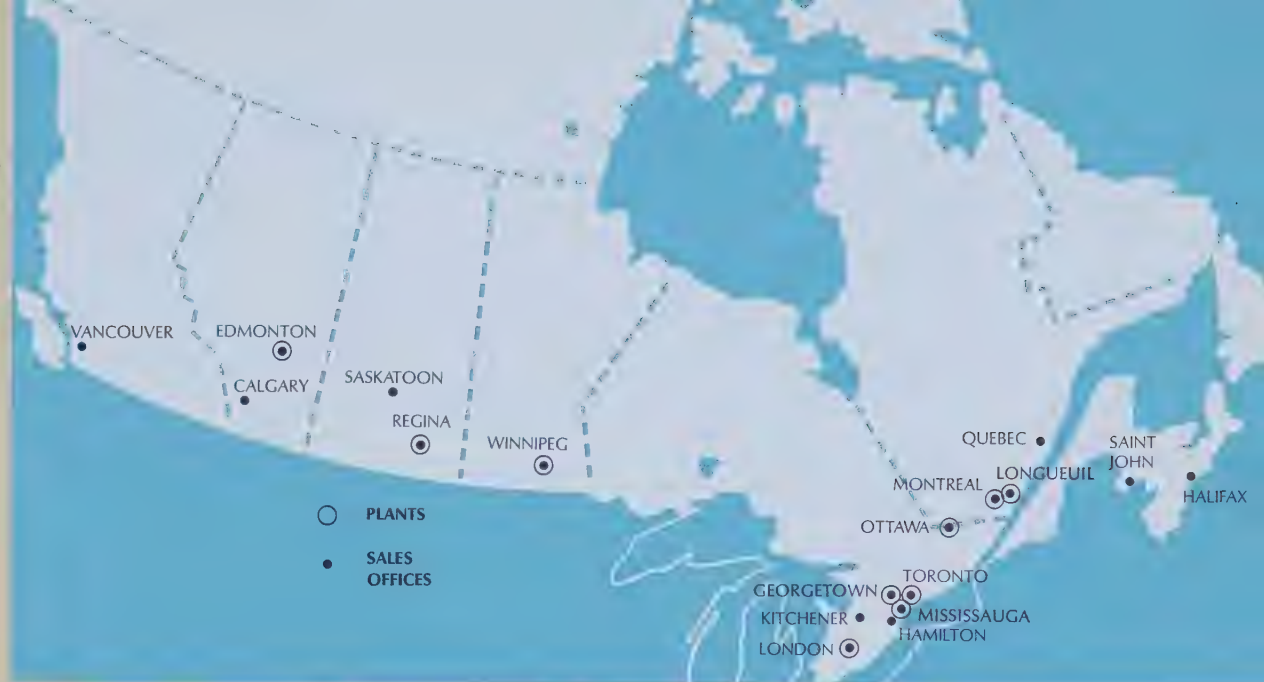 VANCOUVER
EDMONTON
CALGARY
SASKATOON
REGINA
WINNIPEG
QUEBEC
SAINT
JOHN
LONGUEUIL
MONTREAL
HALIFAX
OTTAWA
PLANTS
SALES
OFFICES
TORONTO
GEORGETOWN
MISSISSAUGA
KITCHENER
HAMILTON
LONDON